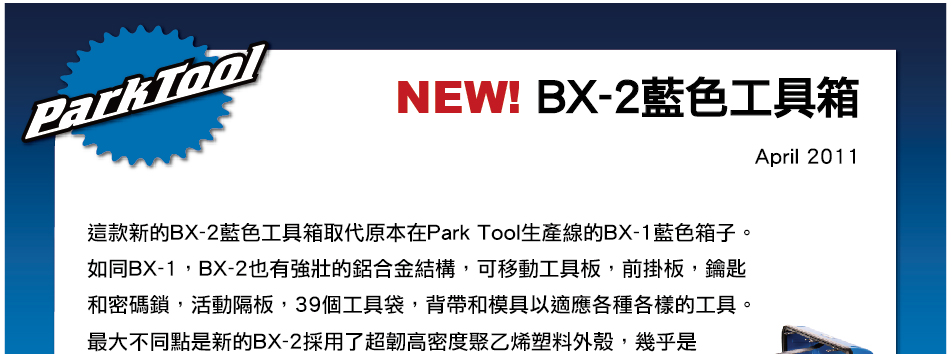 ParkTool
NEW! BX-2藍色工具箱
April 2011
這款新的BX-2藍色工具箱取代原本在Park Tool生產線的BX-1藍色箱子。
如同BX-1，BX-2也有強壯的鋁合金結構，可移動工具板，前掛板，鑰匙
和密碼鎖，活動隔板，39個工具袋，背帶和模具以適應各種各樣的工具。
最大不同點是新的BX-2採用了超韌高密度聚乙烯塑料外殼，幾乎是